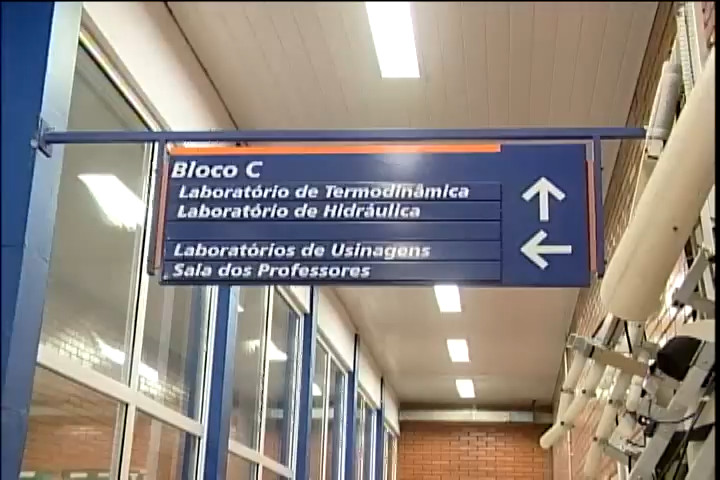 Bloco C
Laboratório de Termodinâmica
Laboratório de Hidráulica
Laboratórios de Usinagens
Sala dos Professores